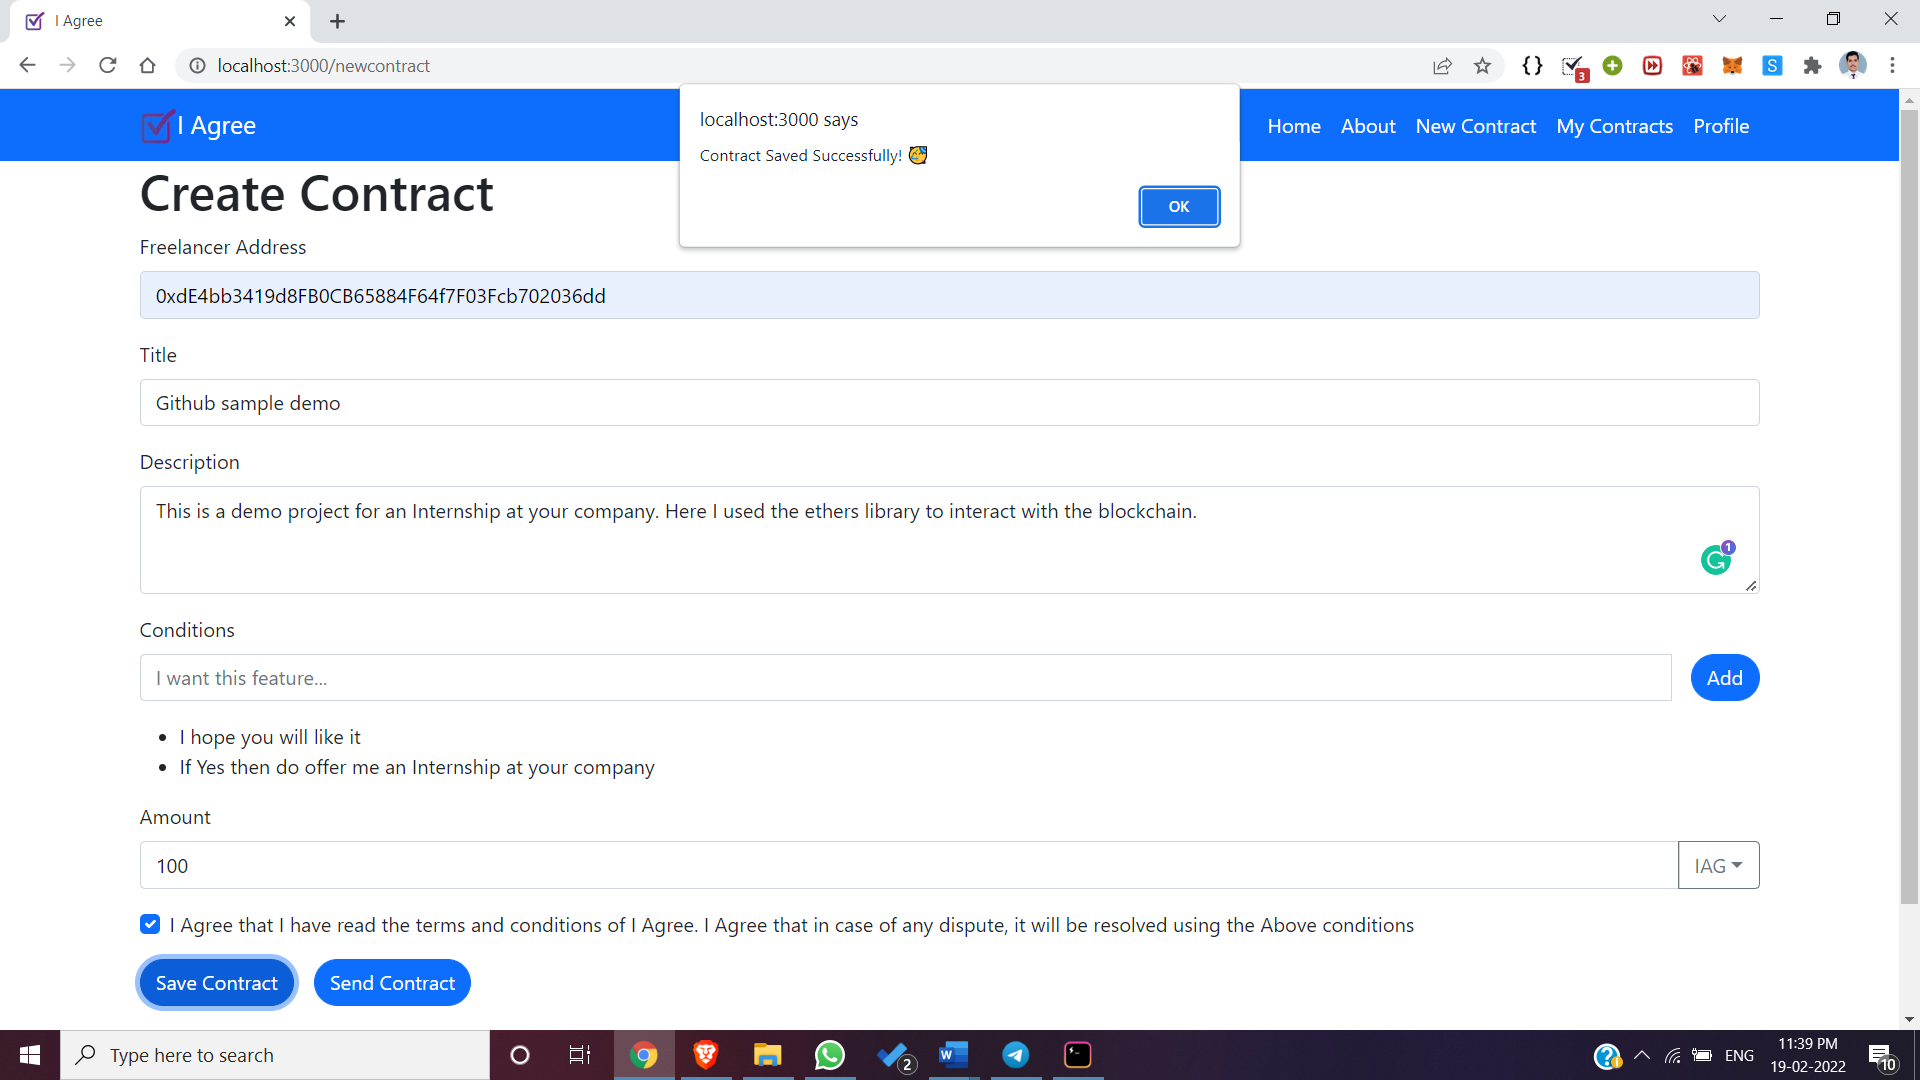 I Agree
localhost:3000/newcontract
3
S
I Agree
Home
About
New Contract
My Contracts
Profile
localhost:3000 says
Contract Saved Successfully! 🥳
OK
Create Contract
Freelancer Address
0xdE4bb3419d8FB0CB65884F64f7F03Fcb702036dd
Title
Github sample demo
Description
This is a demo project for an Internship at your company. Here I used the ethers library to interact with the blockchain.
1
Conditions
I want this feature...
Add
I hope you will like it
If Yes then do offer me an Internship at your company
Amount
100
IAG
I Agree that I have read the terms and conditions of I Agree. I Agree that in case of any dispute, it will be resolved using the Above conditions
Save Contract
Send Contract
Type here to search
2
W
ENG
11:39 PM
19-02-2022
10